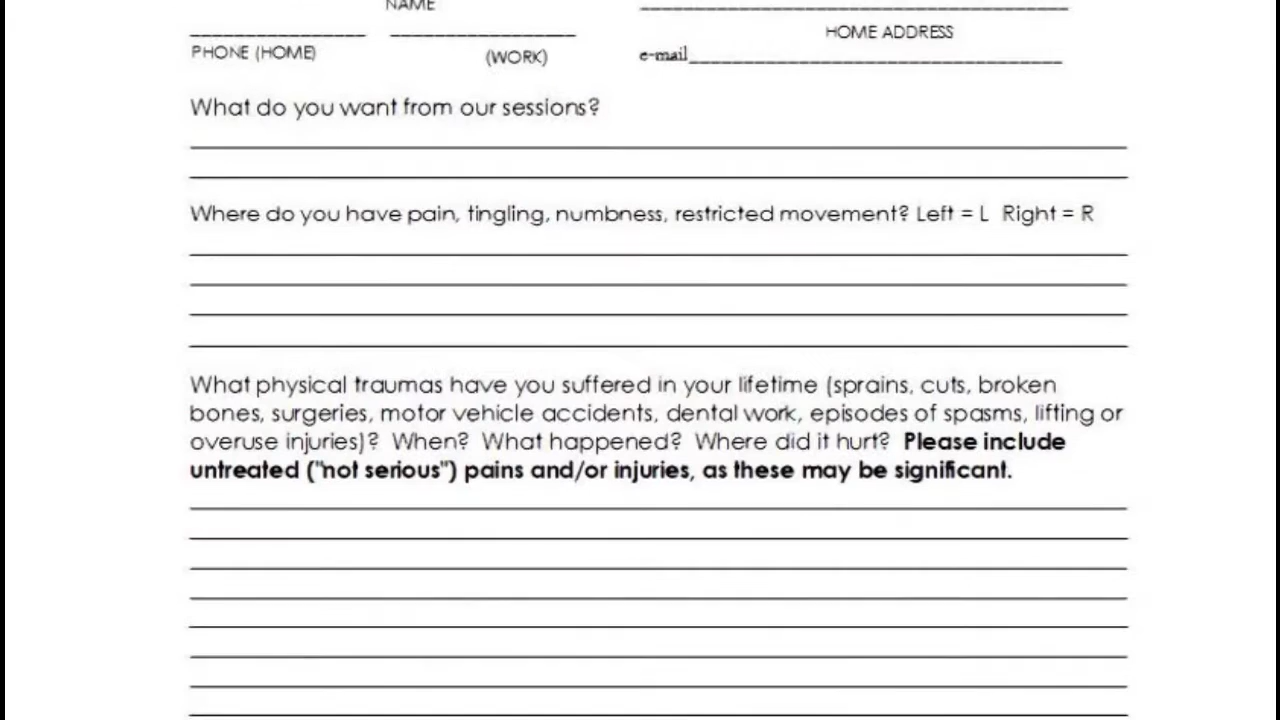 NAME
HOME ADDRESS
PHONE (HOME) (WORK) e-mail
What do you want from our sessions?
Where do you have pain, tingling, numbness, restricted movement? Left = L Right = R
What physical traumas have you suffered in your lifetime (sprains, cuts, broken
bones, surgeries, motor vehicle accidents, dental work, episodes of spasms, lifting or
overuse injuries)? When? What happened? Where did it hurt? Please include
untreated ("not serious") pains and/or injuries, as these may be significant.